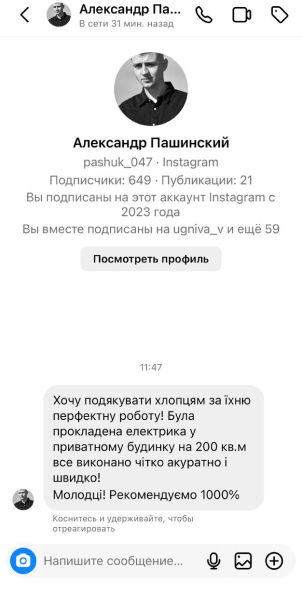 Александр Па...
В сети 31 мин. назад
Александр Пашинский
pashuk_047 · Instagram
Подписчики: 649 · Публикации: 21
Вы подписаны на этот аккаунт Instagram с
2023 года
Вы вместе подписаны на ugniva_v и ещё 59
Посмотреть профиль
11:47
Хочу подякувати хлопцям за їхню
перфектну роботу! Була
прокладена електрика у
приватному будинку на 200 кв.м
все виконано чітко акуратно і
швидко!
Молодці! Рекомендуємо 1000%
Коснитесь и удерживайте, чтобы
отреагировать
Напишите сообщение...